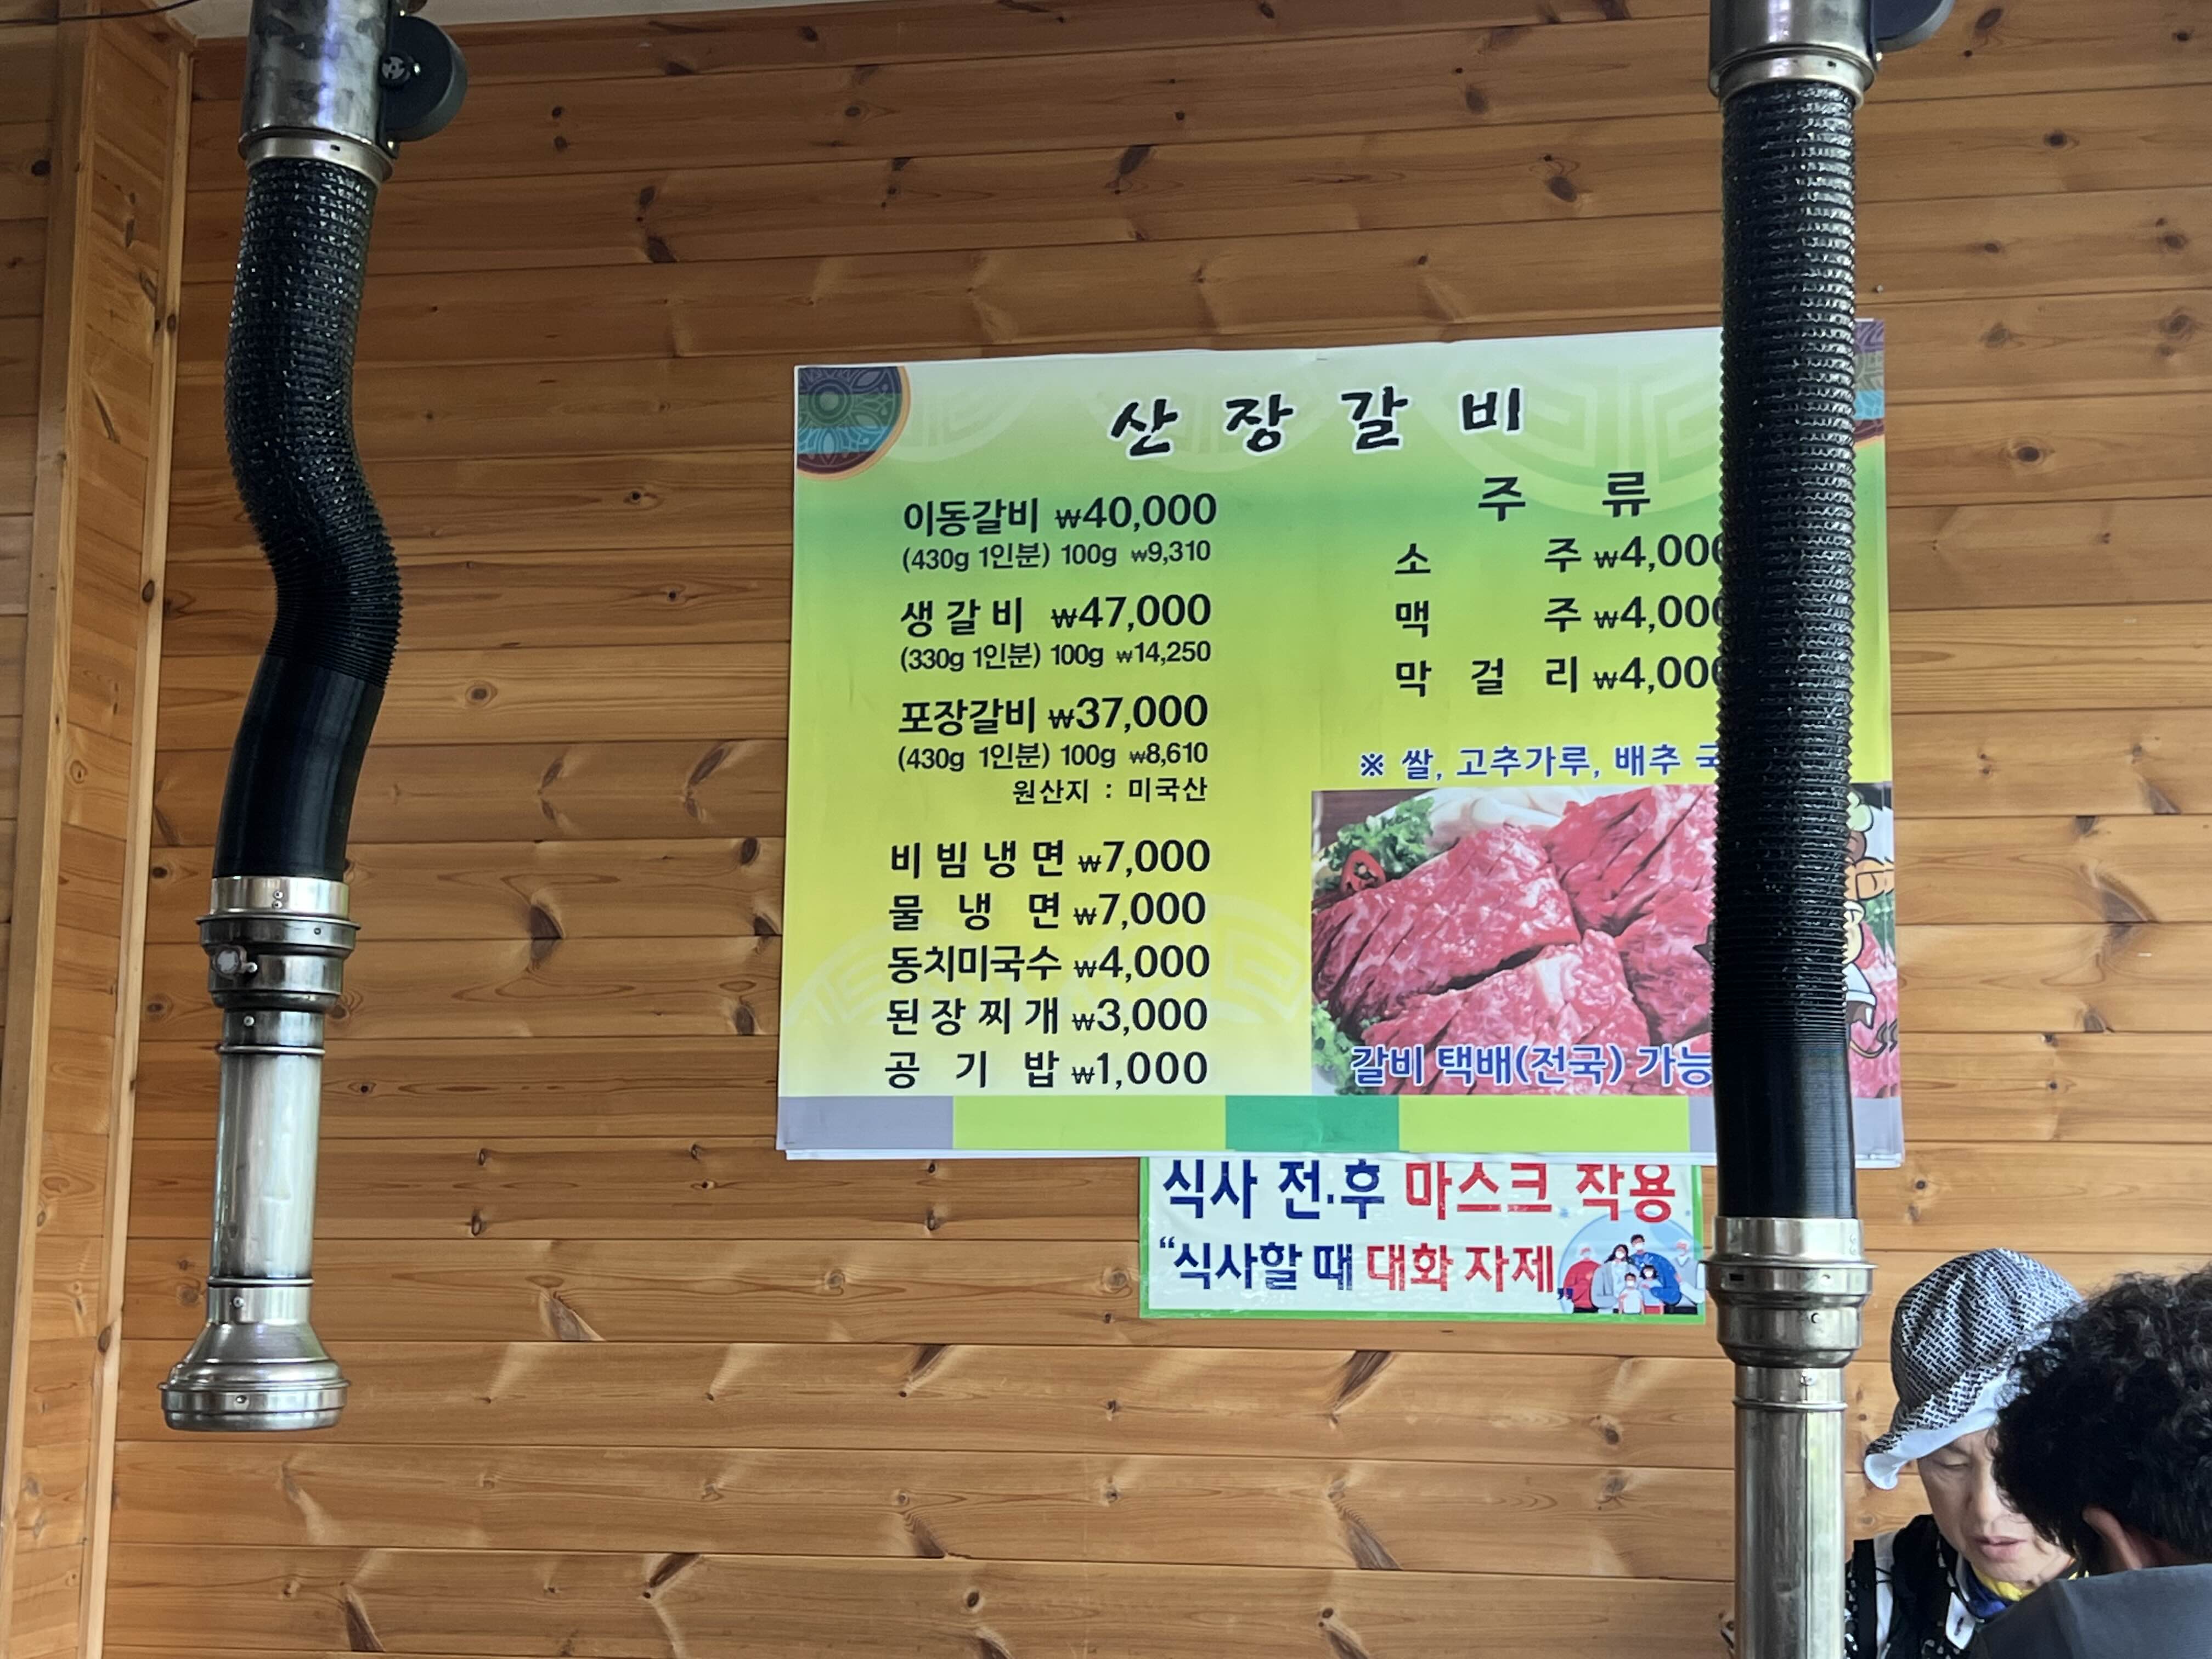 산장갈비
이동갈비 ₩40,000
(430g 1인분) 100g ₩9,310
생갈비 ₩47,000
(330g 1인분) 100g ₩14,250
포장갈비 ₩37,000
(430g 1인분) 100g ₩8,610
원산지 : 미국산
비빔냉면 ₩7,000
물냉면 ₩7,000
동치미국수 ₩4,000
된장찌개 ₩3,000
공기밥 ₩1,000
주류
소주 ₩4,000
맥주 ₩4,000
막걸리 ₩4,000
※ 쌀, 고추가루, 배추
갈비 택배(전국) 가능
식사 전·후 마스크 착용
“식사할 때 대화 자제”